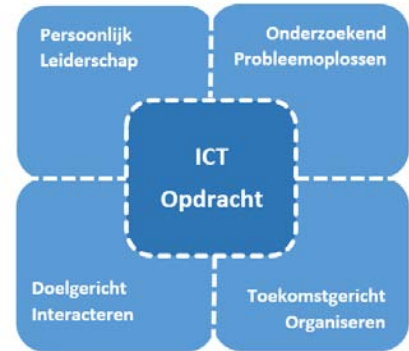 Persoonlijk
Leiderschap
Onderzoekend
Probleemoplossen
ICT
Opdracht
Doelgericht
Interacteren
Toekomstgericht
Organiseren